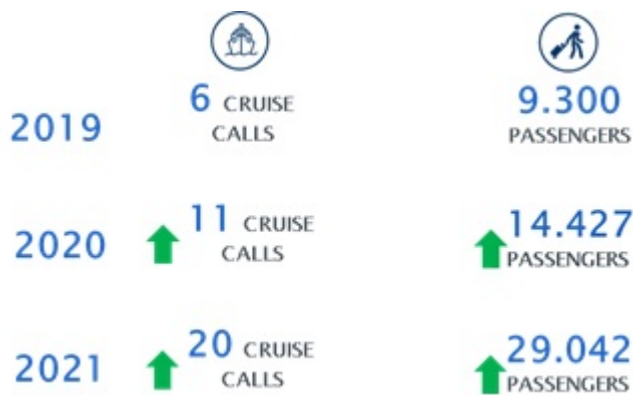 2019
6 CRUISE
CALLS
9.300
PASSENGERS
2020
11 CRUISE
CALLS
14.427
PASSENGERS
2021
20 CRUISE
CALLS
29.042
PASSENGERS